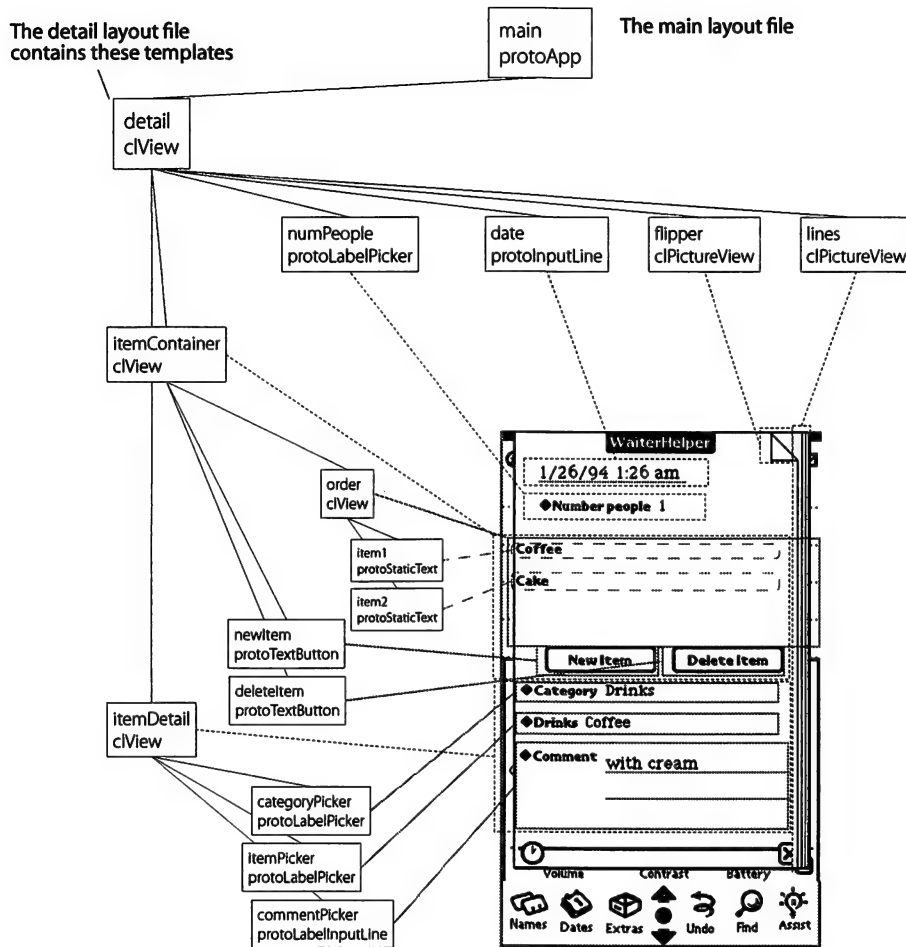 The detail layout file
contains these templates
main
protoApp
The main layout file
detail
clView
numPeople
protoLabelPicker
date
protoInputLine
flipper
clPictureView
lines
clPictureView
itemContainer
clView
order
clView
item1
protoStaticText
item2
protoStaticText
newItem
protoTextButton
deleteItem
protoTextButton
itemDetail
clView
categoryPicker
protoLabelPicker
itemPicker
protoLabelPicker
commentPicker
protoLabelInputLine
WaiterHelper
1/26/94 1:26 am
◆Number people 1
Coffee
Cake
New Item
Delete Item
◆Category Drinks
◆Drinks Coffee
◆Comment with cream
Volume Contrast Battery
Names Dates Extras Undo Find Assist